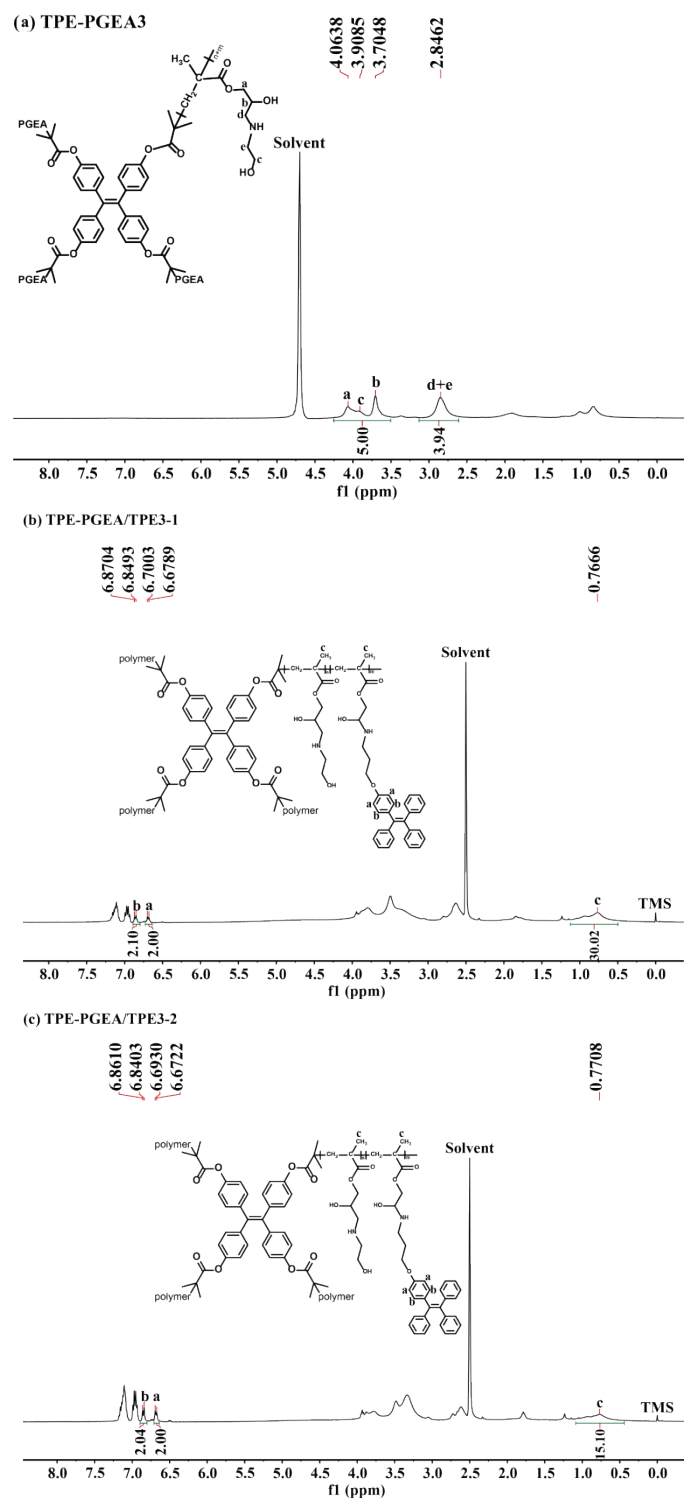 (a) TPE-PGEA3
4.0638
3.9085
3.7048
2.8462
n+m
H₃C
O
CH₂
O
a
b
OH
d
NH
e
c
HO
PGEA
O
O
O
O
O
O
O
O
PGEA
PGEA
Solvent
a
c
b
d+e
5.00
3.94
8.0 7.5 7.0 6.5 6.0 5.5 5.0 4.5 4.0 3.5 3.0 2.5 2.0 1.5 1.0 0.5 0.0
f1 (ppm)
(b) TPE-PGEA/TPE3-1
6.8704
6.8493
6.7003
6.6789
0.7666
polymer
O
O
O
O
c
CH₃
CH₂
C
CH₂
C
c
CH₃
O
O
O
O
HO
HO
NH
NH
HO
O
O
O
O
O
a
a
b
b
polymer
polymer
Solvent
b
a
2.10
2.00
c
30.02
TMS
8.0 7.5 7.0 6.5 6.0 5.5 5.0 4.5 4.0 3.5 3.0 2.5 2.0 1.5 1.0 0.5 0.0
f1 (ppm)
(c) TPE-PGEA/TPE3-2
6.8610
6.8403
6.6930
6.6722
0.7708
polymer
O
O
O
O
c
CH₃
CH₂
C
CH₂
C
c
CH₃
O
O
O
O
HO
HO
NH
NH
HO
O
O
O
O
O
a
a
b
b
polymer
polymer
Solvent
b
a
2.04
2.00
c
15.10
TMS
8.0 7.5 7.0 6.5 6.0 5.5 5.0 4.5 4.0 3.5 3.0 2.5 2.0 1.5 1.0 0.5 0.0
f1 (ppm)